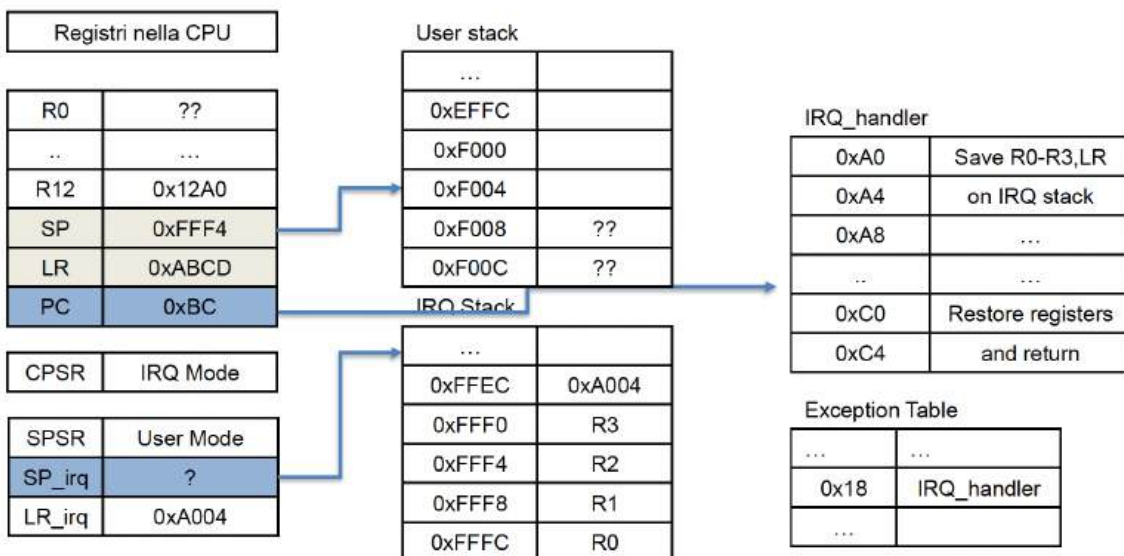 Registri nella CPU
R0 ??
.. ...
R12 0x12A0
SP 0xFFF4
LR 0xABCD
PC 0xBC
CPSR IRQ Mode
SPSR User Mode
SP_irq ?
LR_irq 0xA004
User stack
...
0xEFFC
0xF000
0xF004
0xF008 ??
0xF00C ??
IRQ Stack
...
0xFFEC 0xA004
0xFFF0 R3
0xFFF4 R2
0xFFF8 R1
0xFFFC R0
IRQ_handler
0xA0 Save R0-R3,LR
0xA4 on IRQ stack
0xA8 ...
.. ...
0xC0 Restore registers
0xC4 and return
Exception Table
... ...
0x18 IRQ_handler
...